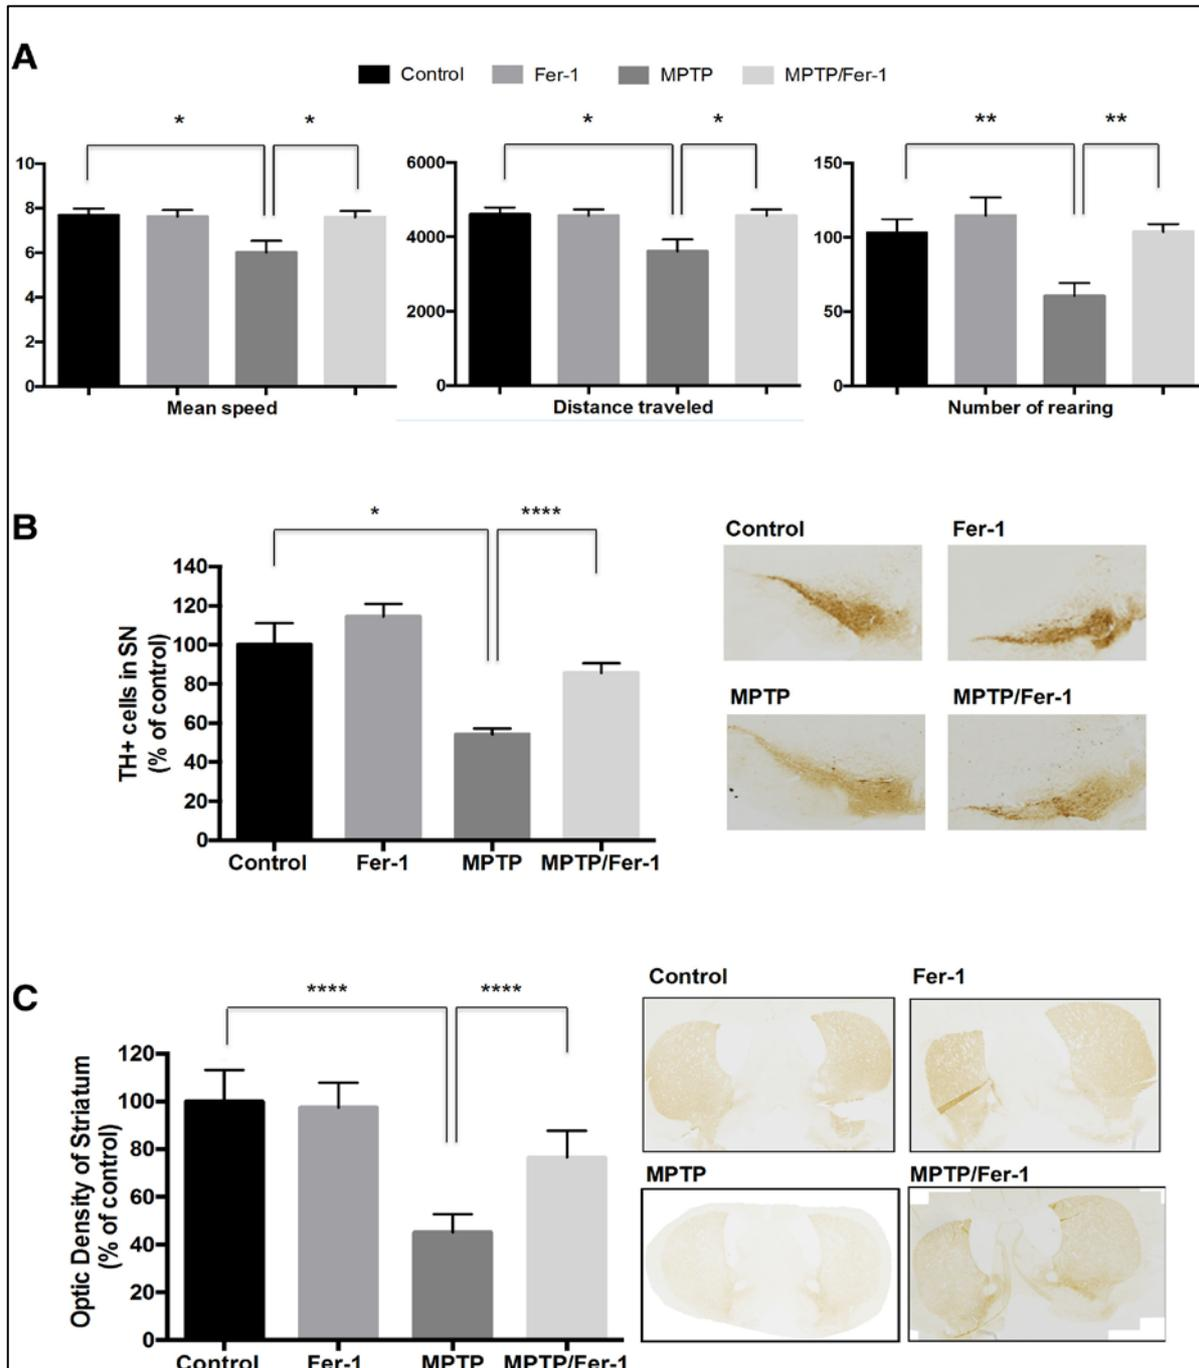 A
Control Fer-1 MPTP MPTP/Fer-1
* * * * ** **
10
8
6
4
2
0
Mean speed
6000
4000
2000
0
Distance traveled
150
100
50
0
Number of rearing
B
* ****
140
120
100
80
60
40
20
0
TH+ cells in SN
(% of control)
Control Fer-1 MPTP MPTP/Fer-1
Control Fer-1
MPTP MPTP/Fer-1
C
**** ****
120
100
80
60
40
20
0
Optic Density of Striatum
(% of control)
Control Fer-1 MPTP MPTP/Fer-1
Control Fer-1
MPTP MPTP/Fer-1